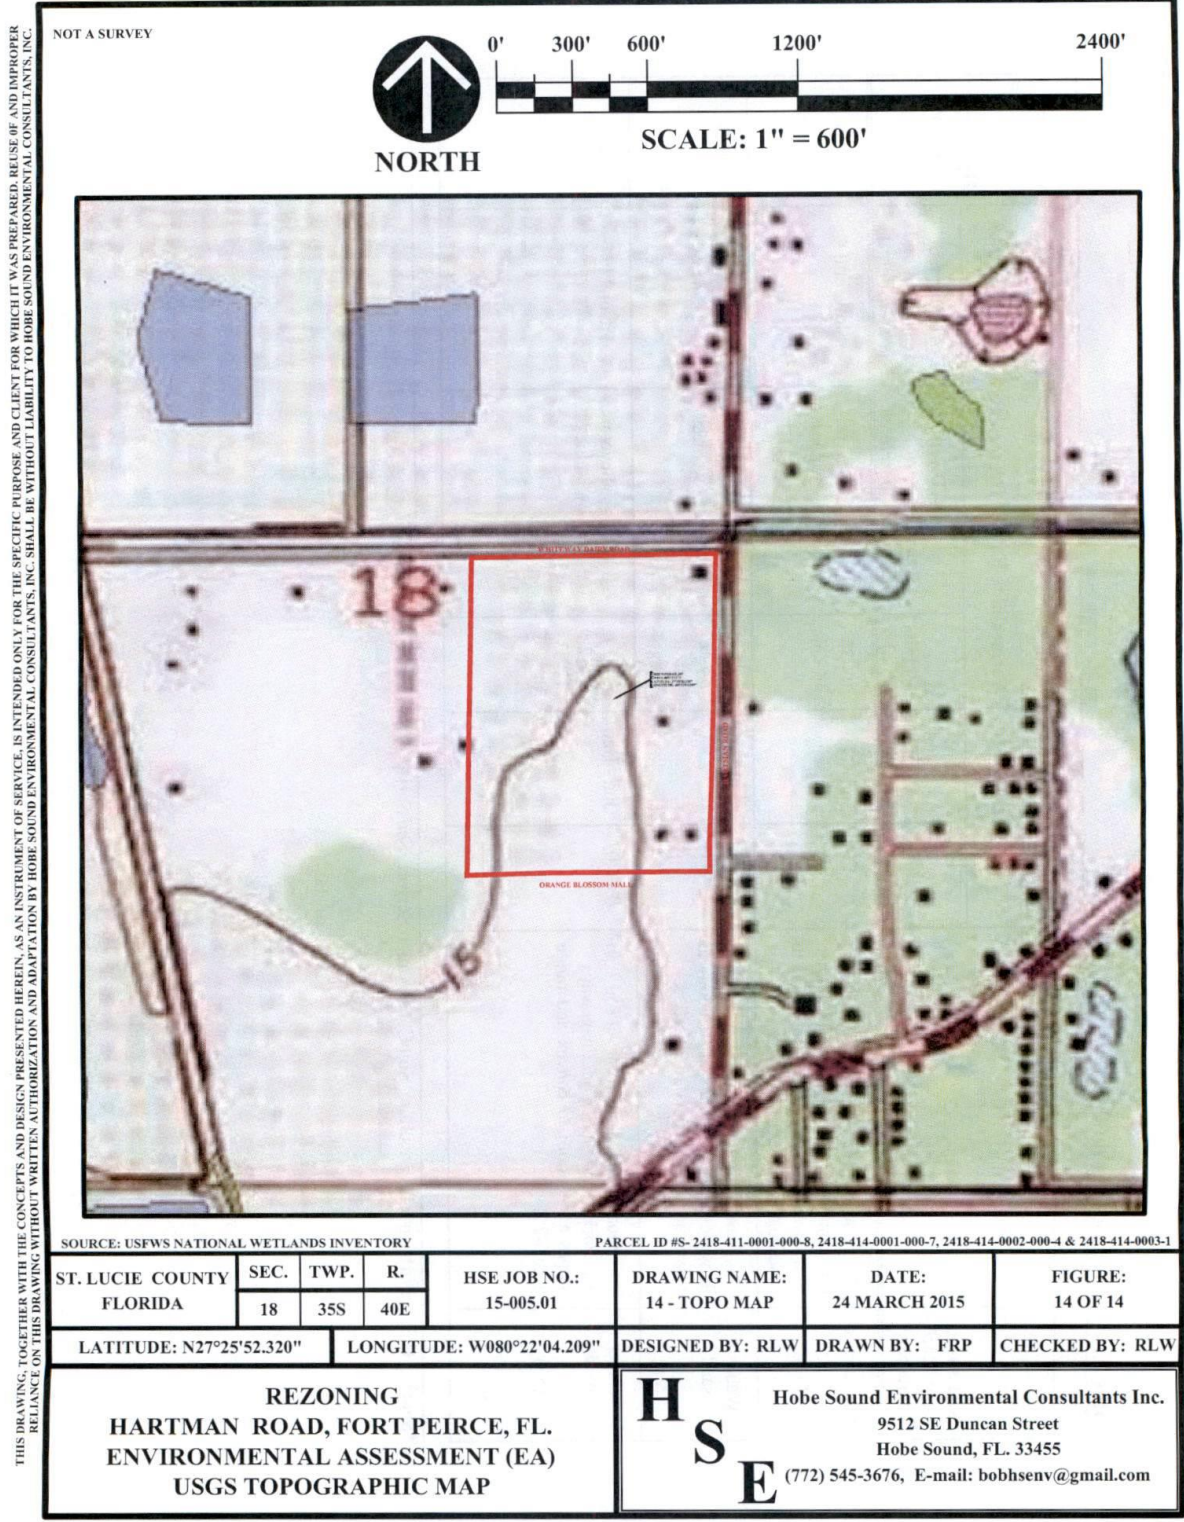 NOT A SURVEY
0' 300' 600' 1200' 2400'
SCALE: 1" = 600'
NORTH
THIS DRAWING, TOGETHER WITH THE CONCEPTS AND DESIGN PRESENTED HEREIN, AS AN INSTRUMENT OF SERVICE, IS INTENDED ONLY FOR THE SPECIFIC PURPOSE AND CLIENT FOR WHICH IT WAS PREPARED. REUSE OF AND IMPROPER
RELIANCE ON THIS DRAWING WITHOUT WRITTEN AUTHORIZATION AND ADAPTATION BY HOBE SOUND ENVIRONMENTAL CONSULTANTS, INC. SHALL BE WITHOUT LIABILITY TO HOBE SOUND ENVIRONMENTAL CONSULTANTS, INC.
18
ORANGE BLOSSOM MALL
15
SOURCE: USFWS NATIONAL WETLANDS INVENTORY
PARCEL ID #S- 2418-411-0001-000-8, 2418-414-0001-000-7, 2418-414-0002-000-4 & 2418-414-0003-1
ST. LUCIE COUNTY
FLORIDA
SEC. TWP. R.
18 35S 40E
HSE JOB NO.:
15-005.01
DRAWING NAME:
14 - TOPO MAP
DATE:
24 MARCH 2015
FIGURE:
14 OF 14
LATITUDE: N27°25'52.320"
LONGITUDE: W080°22'04.209"
DESIGNED BY: RLW
DRAWN BY: FRP
CHECKED BY: RLW
REZONING
HARTMAN ROAD, FORT PEIRCE, FL.
ENVIRONMENTAL ASSESSMENT (EA)
USGS TOPOGRAPHIC MAP
H
S
E
Hobe Sound Environmental Consultants Inc.
9512 SE Duncan Street
Hobe Sound, FL. 33455
(772) 545-3676, E-mail: bobhsenv@gmail.com